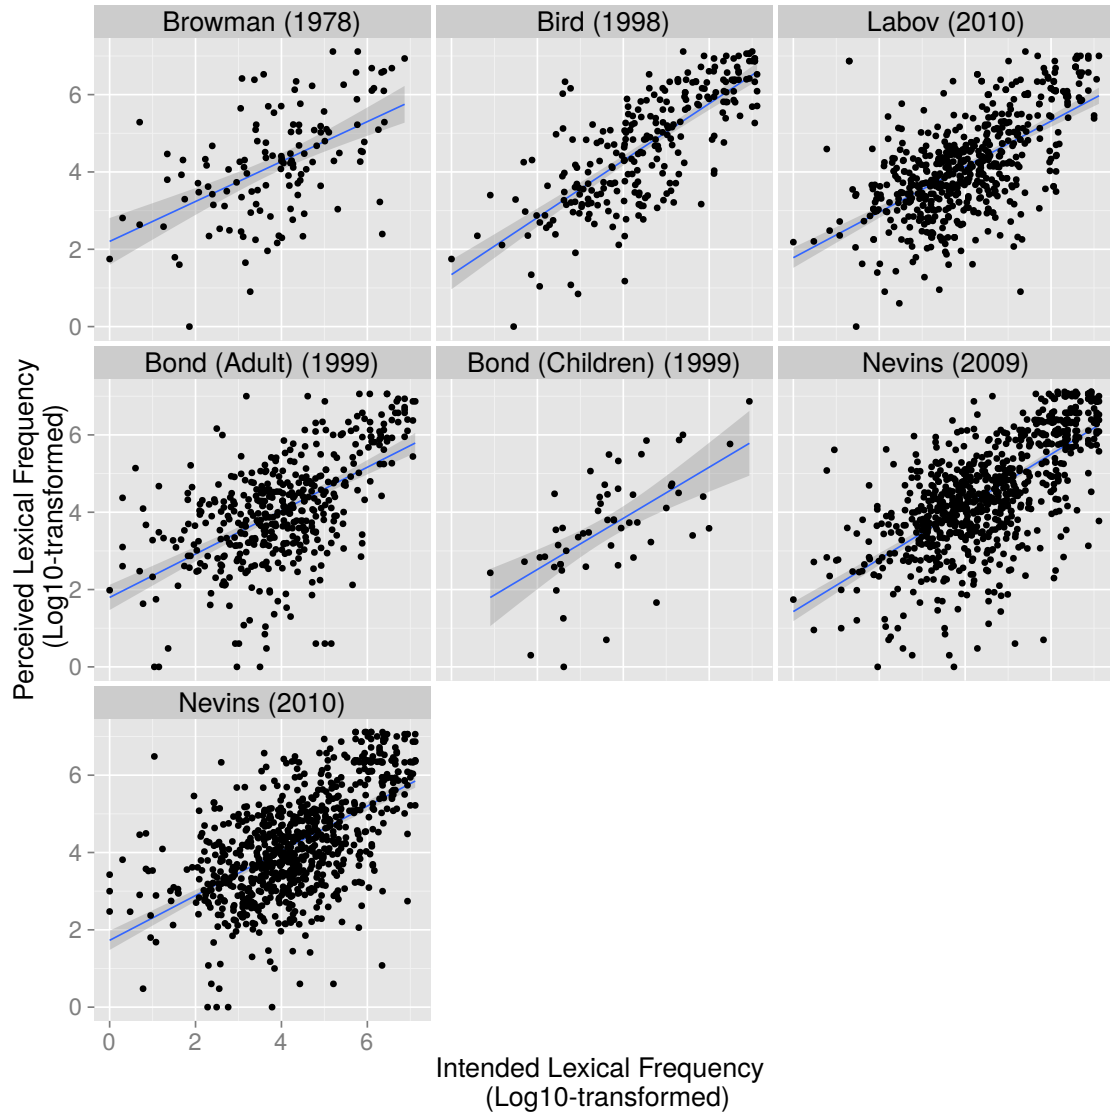 Browman (1978)
Bird (1998)
Labov (2010)
6
4
2
0
Bond (Adult) (1999)
Bond (Children) (1999)
Nevins (2009)
6
4
2
0
Perceived Lexical Frequency
(Log10-transformed)
Nevins (2010)
6
4
2
0
0 2 4 6
Intended Lexical Frequency
(Log10-transformed)